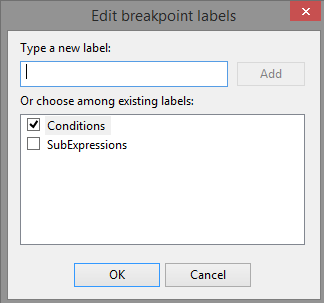 Edit breakpoint labels
Type a new label:
Add
Or choose among existing labels:
Conditions
SubExpressions
OK Cancel